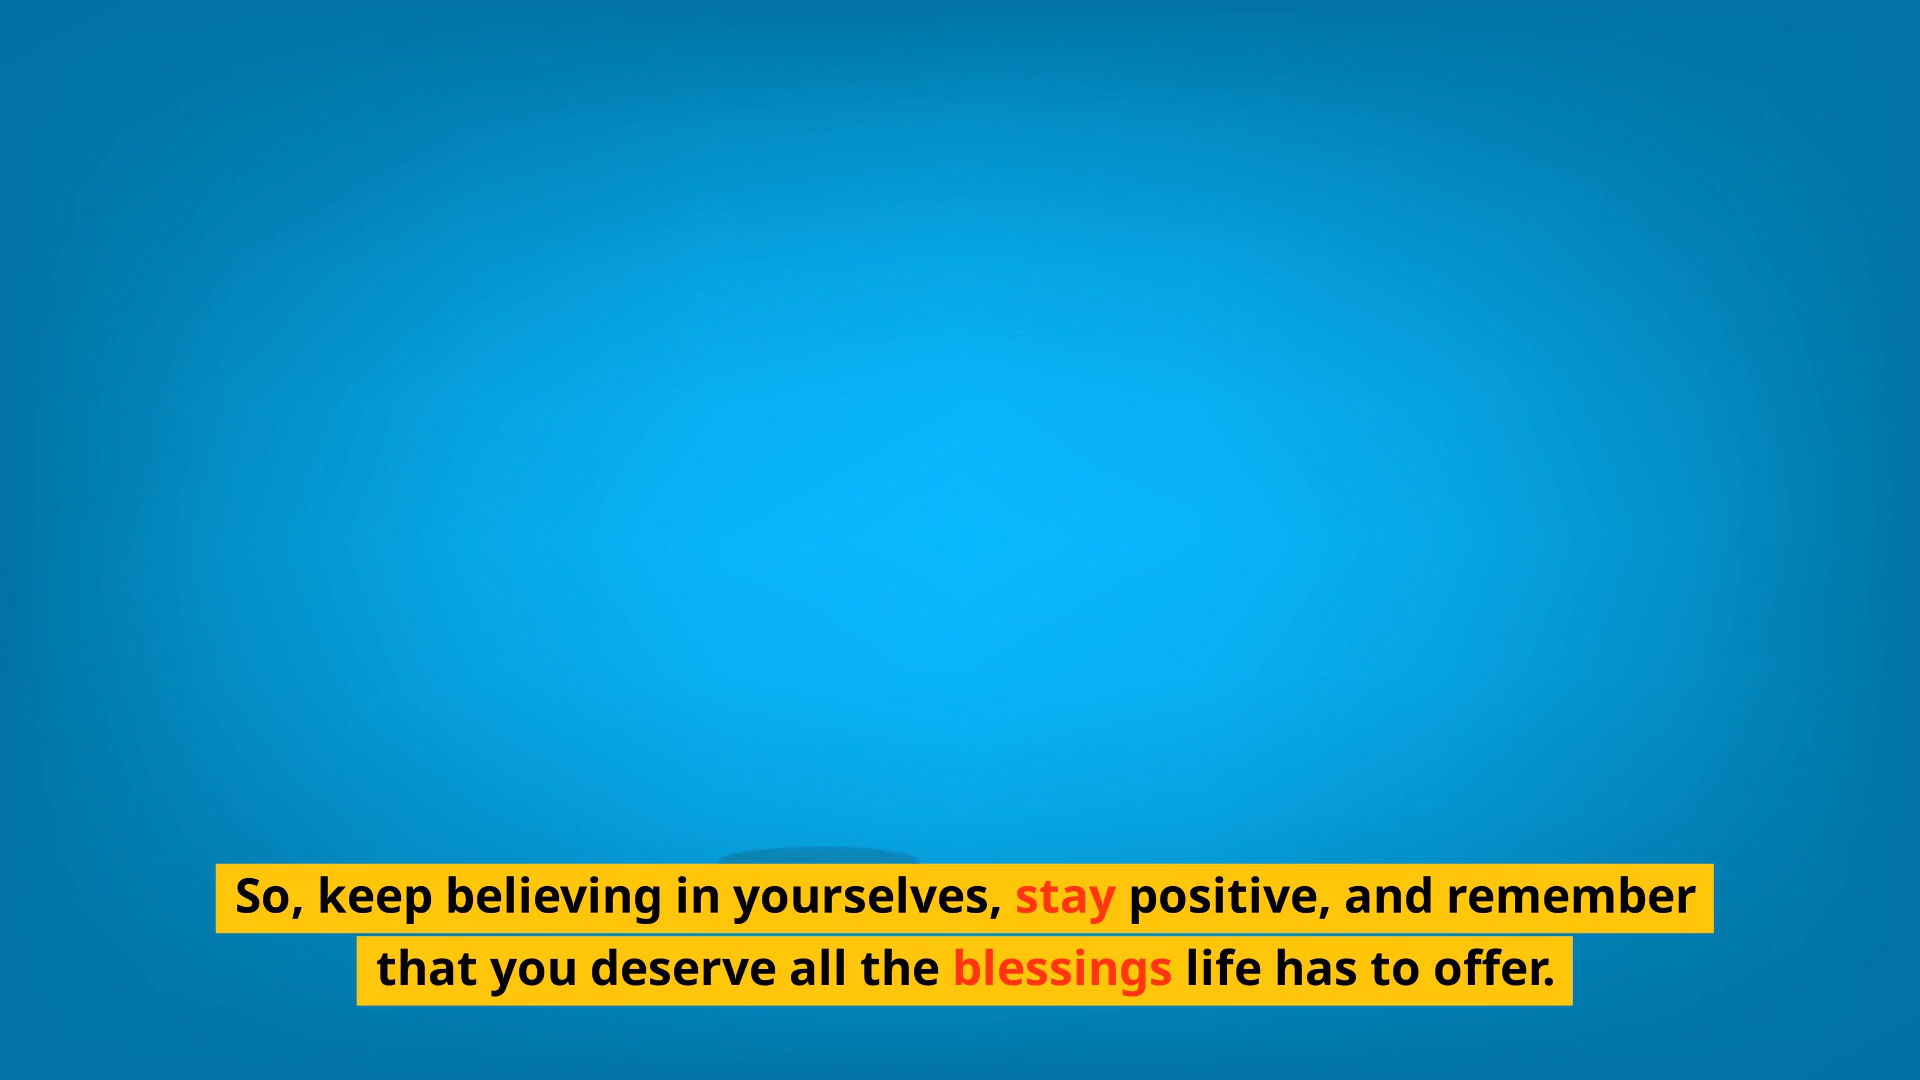 So, keep believing in yourselves, stay positive, and remember
that you deserve all the blessings life has to offer.